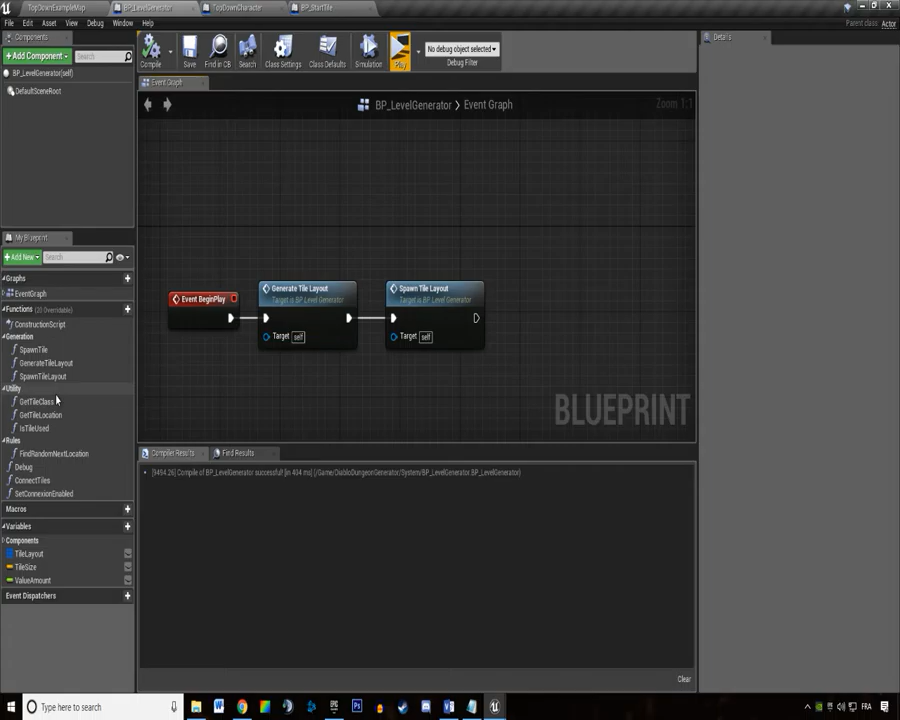 TopDownExampleMap
BP_LevelGenerator
TopDownCharacter
BP_StartTile
File Edit Asset View Debug Window Help
Parent class: Actor
Components
+Add Component
Search
BP_LevelGenerator(self)
DefaultSceneRoot
Compile
Save
Find in CB
Search
Class Settings
Class Defaults
Simulation
Play
No debug object selected
Debug Filter
Details
Event Graph
BP_LevelGenerator > Event Graph
Zoom 1:1
Event BeginPlay
Generate Tile Layout
Target is BP Level Generator
Target self
Spawn Tile Layout
Target is BP Level Generator
Target self
BLUEPRINT
My Blueprint
+Add New
Search
Graphs
EventGraph
Functions (20 Overridable)
ConstructionScript
Generation
SpawnTile
GenerateTileLayout
SpawnTileLayout
Utility
GetTileClass
GetTileLocation
IsTileUsed
Rules
FindRandomNextLocation
Debug
ConnectTiles
SetConnexionEnabled
Macros
Variables
Components
TileLayout
TileSize
ValueAmount
Event Dispatchers
Compiler Results
Find Results
[9494.26] Compile of BP_LevelGenerator successful! [in 404 ms] (/Game/DiabloDungeonGenerator/System/BP_LevelGenerator.BP_LevelGenerator)
Clear
Type here to search
FRA